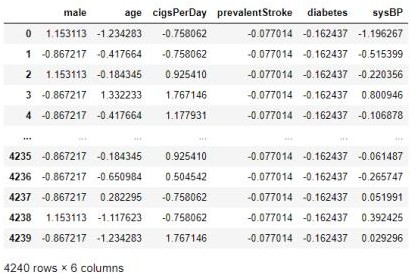 male age cigsPerDay prevalentStroke diabetes sysBP
0 1.153113 -1.234283 -0.758062 -0.077014 -0.162437 -1.196267
1 -0.867217 -0.417664 -0.758062 -0.077014 -0.162437 -0.515399
2 1.153113 -0.184345 0.925410 -0.077014 -0.162437 -0.220356
3 -0.867217 1.332233 1.767146 -0.077014 -0.162437 0.800946
4 -0.867217 -0.417664 1.177931 -0.077014 -0.162437 -0.106878
... ... ... ... ... ... ...
4235 -0.867217 -0.184345 0.925410 -0.077014 -0.162437 -0.061487
4236 -0.867217 -0.650984 0.504542 -0.077014 -0.162437 -0.265747
4237 -0.867217 0.282295 -0.758062 -0.077014 -0.162437 0.051991
4238 1.153113 -1.117623 -0.758062 -0.077014 -0.162437 0.392425
4239 -0.867217 -1.234283 1.767146 -0.077014 -0.162437 0.029296
4240 rows × 6 columns